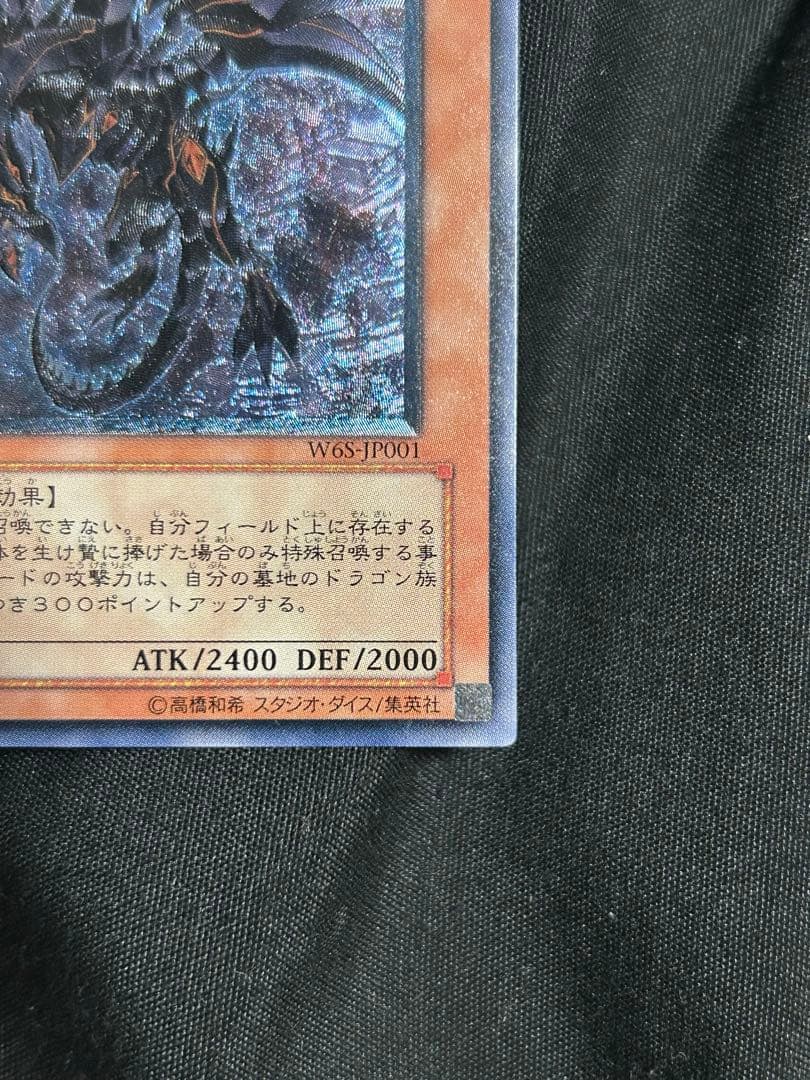 W6S-JP001
効果】
召喚できない。自分フィールド上に存在する
体を生け贄に捧げた場合のみ特殊召喚する事
ードの攻撃力は、自分の墓地のドラゴン族
つき３００ポイントアップする。
ATK/2400 DEF/2000
©高橋和希 スタジオ・ダイス/集英社